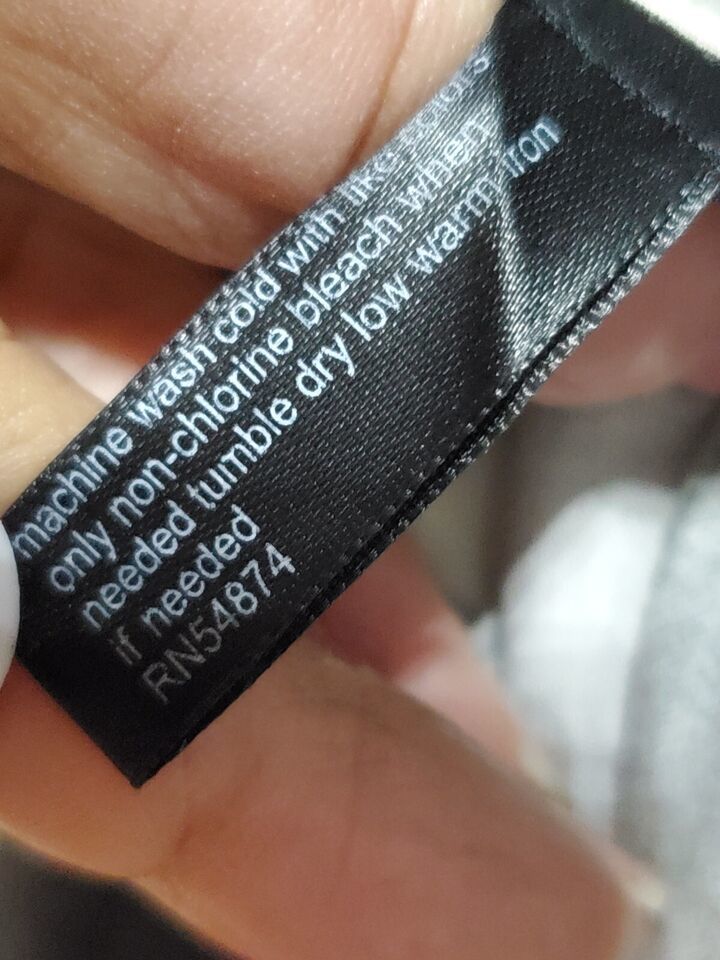 machine wash cold with like colors
only non-chlorine bleach when
needed tumble dry low warm iron
if needed
RN54874